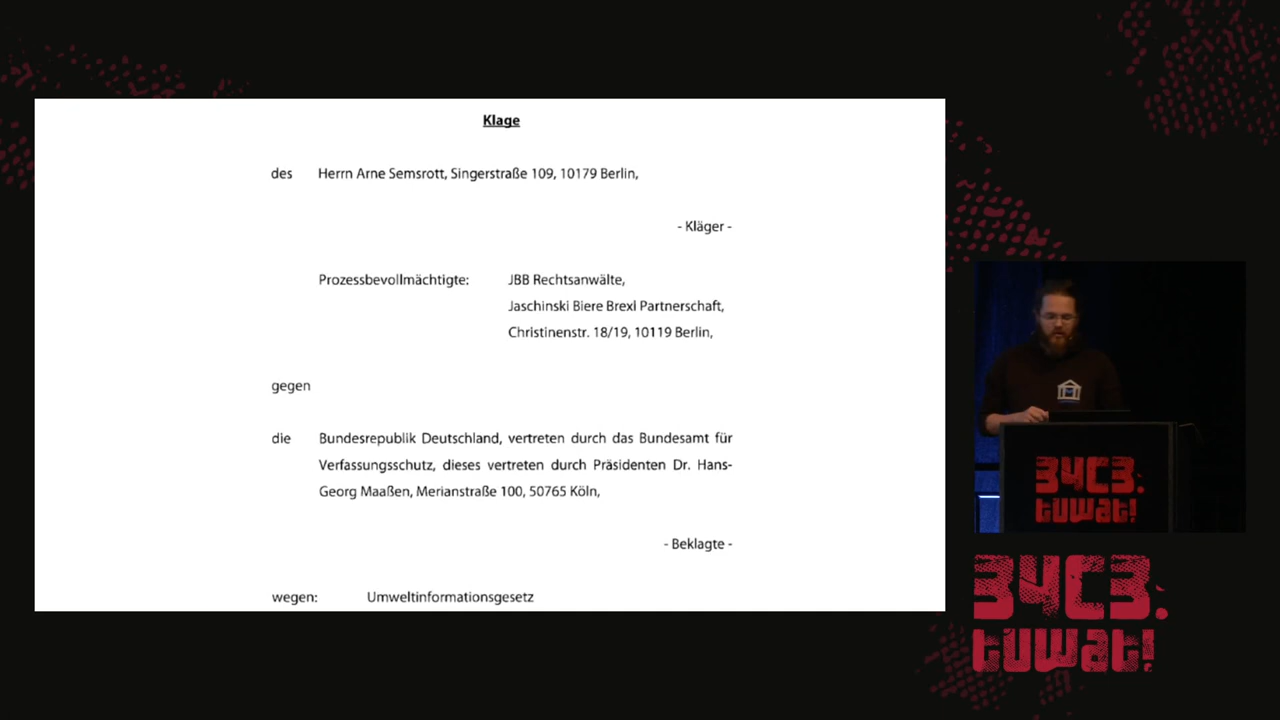 Klage
des Herrn Arne Semsrott, Singerstraße 109, 10179 Berlin,
- Kläger -
Prozessbevollmächtigte: JBB Rechtsanwälte,
Jaschinski Biere Brexl Partnerschaft,
Christinenstr. 18/19, 10119 Berlin,
gegen
die Bundesrepublik Deutschland, vertreten durch das Bundesamt für
Verfassungsschutz, dieses vertreten durch Präsidenten Dr. Hans-
Georg Maaßen, Merianstraße 100, 50765 Köln,
- Beklagte -
wegen: Umweltinformationsgesetz
34C3.
tuwat!
34C3.
tuwat!